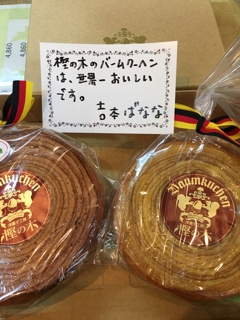 4,860
4,860
樫の木のバームクーヘン
は、世界一おいしい
です。
吉本ばなな
Baumkuchen
樫の木
Baumkuchen
樫の木